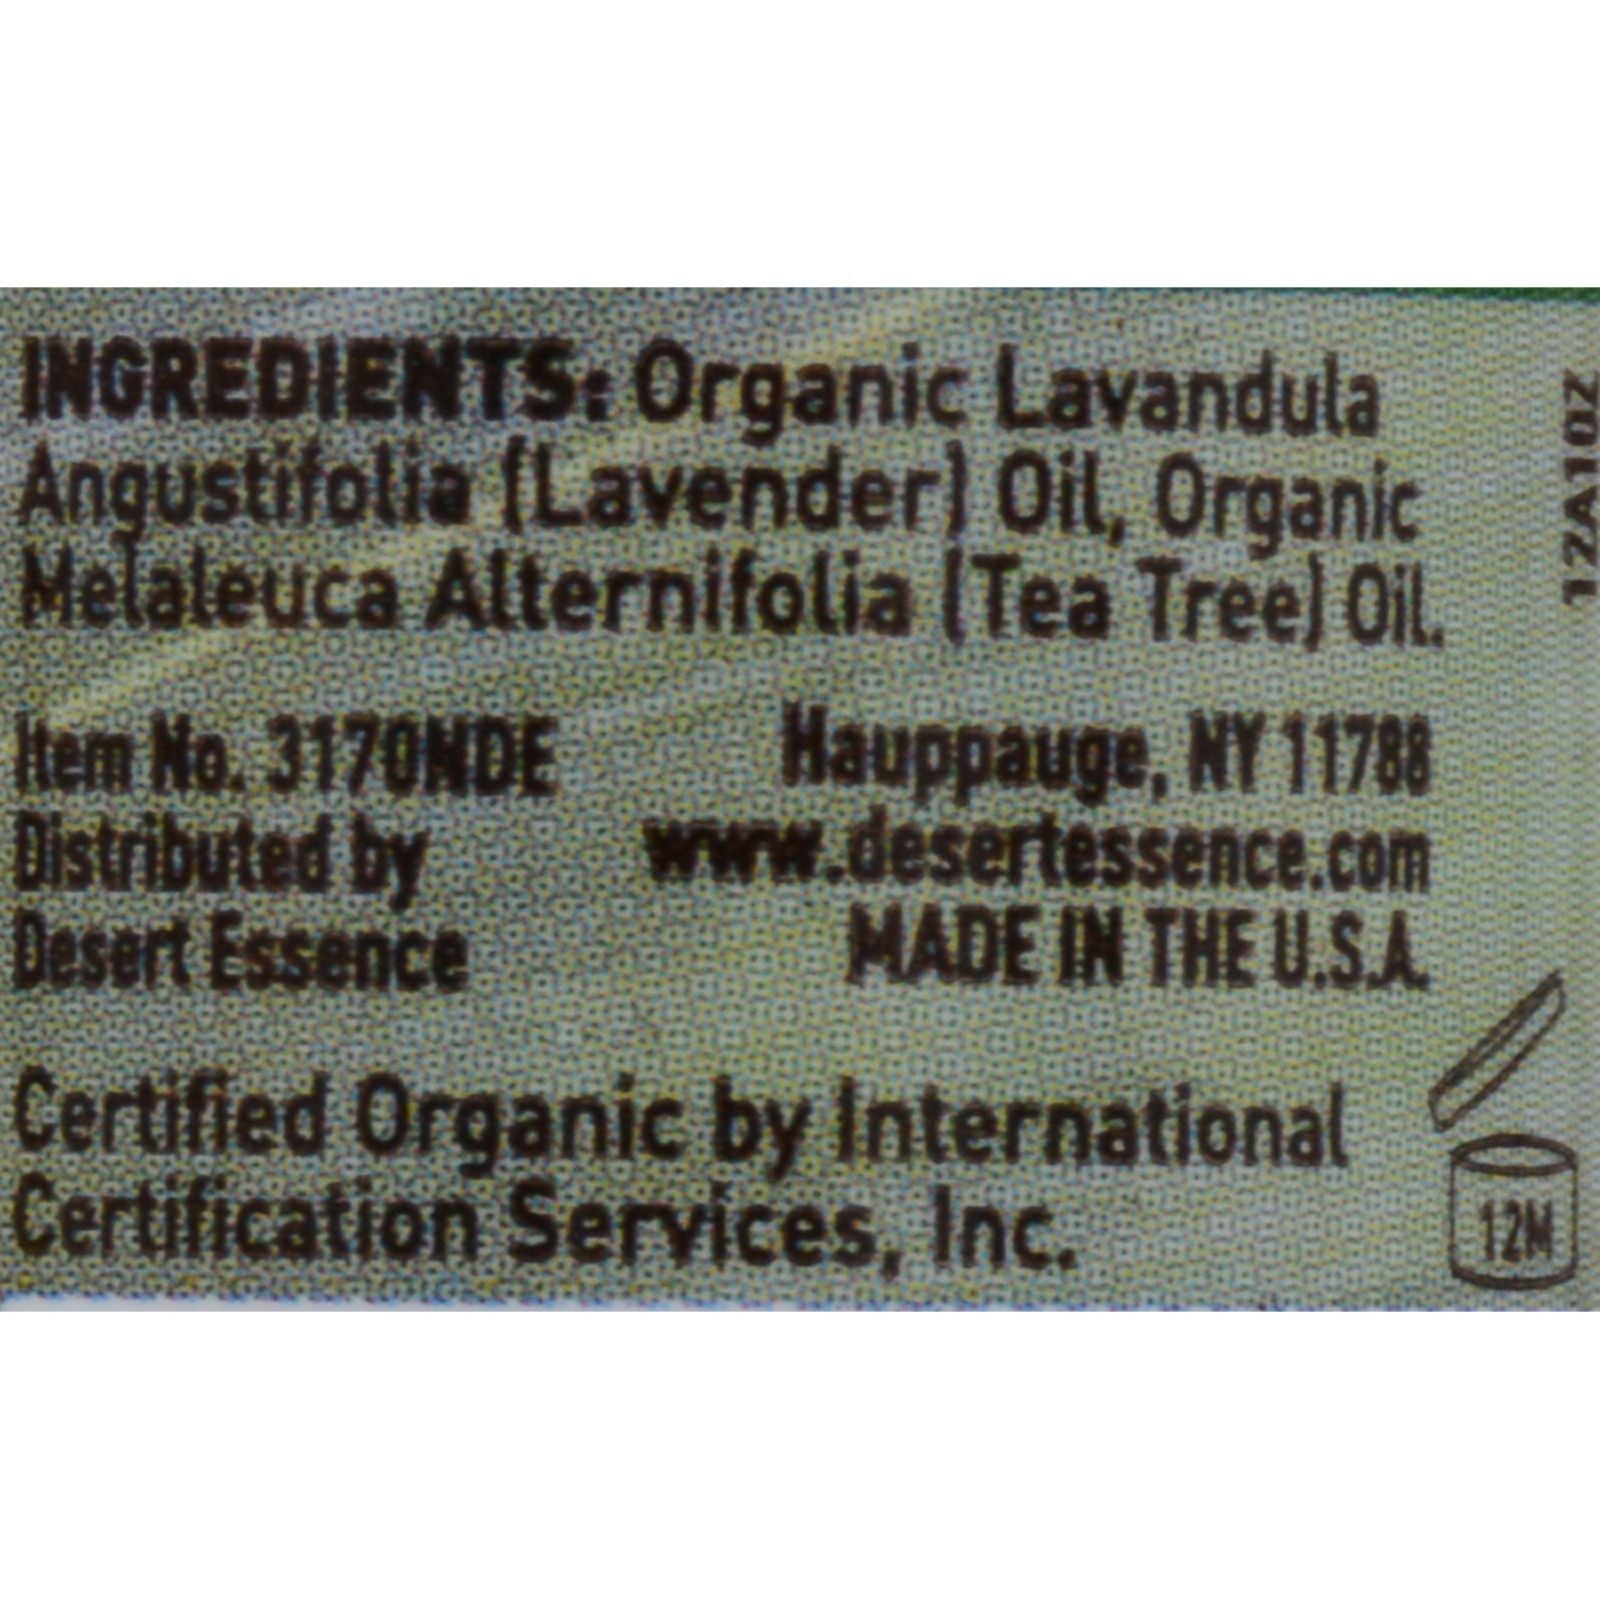 INGREDIENTS: Organic Lavandula
Angustifolia (Lavender) Oil, Organic
Melaleuca Alternifolia (Tea Tree) Oil.
Item No. 3170NDE
Distributed by
Desert Essence
Hauppauge, NY 11788
www.desertessence.com
MADE IN THE U.S.A.
Certified Organic by International
Certification Services, Inc.
12M
12A10Z